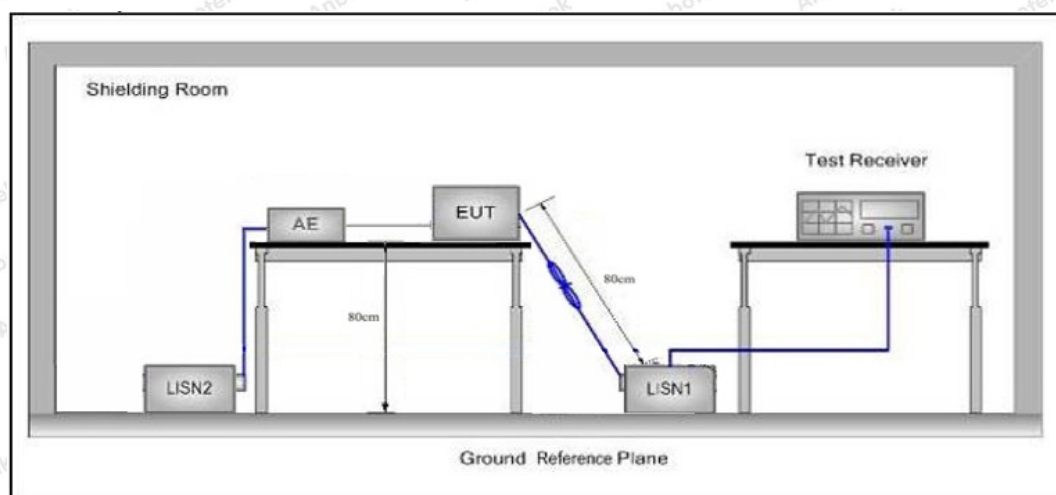 Shielding Room
Test Receiver
AE
EUT
80cm
80cm
LISN2
LISN1
Ground Reference Plane